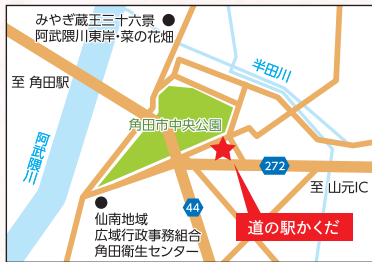 みやぎ蔵王三十六景
阿武隈川東岸・菜の花畑
半田川
至 角田駅
角田市中央公園
阿武隈川
272
至 山元IC
44
仙南地域
広域行政事務組合
角田衛生センター
道の駅かくだ